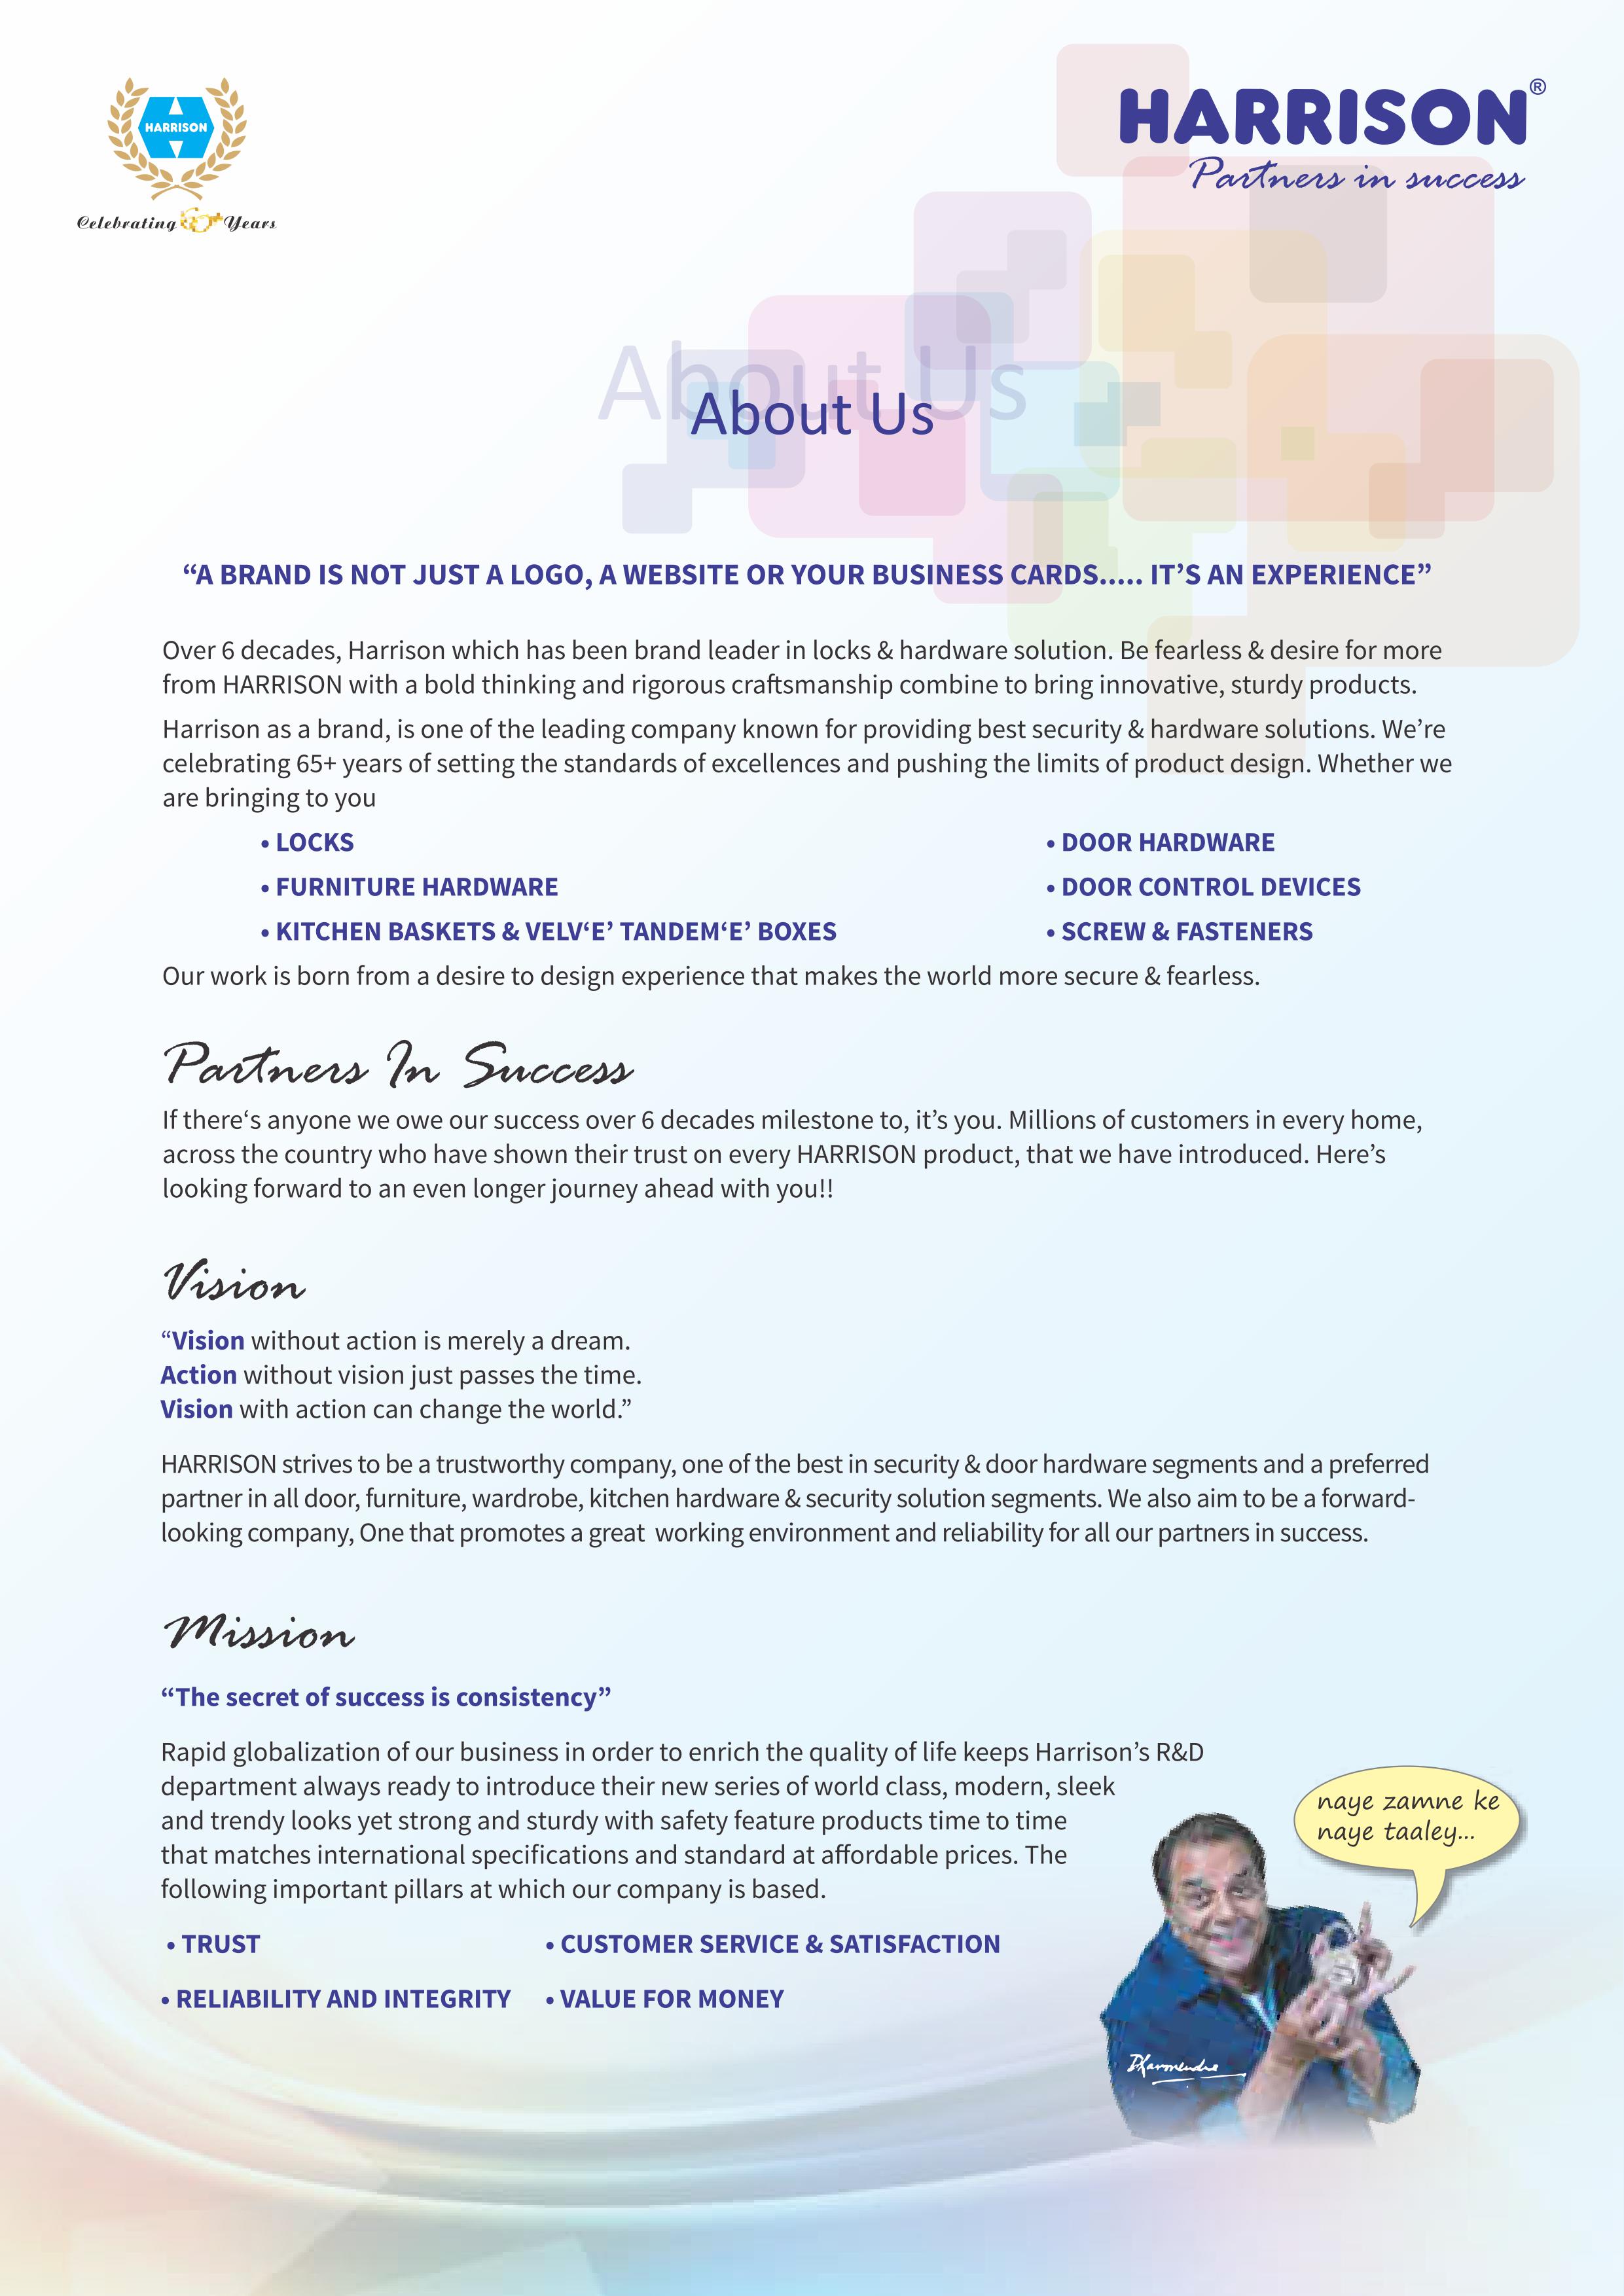 HARRISON
Celebrating 65+ Years
HARRISON®
Partners in success
About Us
About Us
“A BRAND IS NOT JUST A LOGO, A WEBSITE OR YOUR BUSINESS CARDS..... IT’S AN EXPERIENCE”
Over 6 decades, Harrison which has been brand leader in locks & hardware solution. Be fearless & desire for more
from HARRISON with a bold thinking and rigorous craftsmanship combine to bring innovative, sturdy products.
Harrison as a brand, is one of the leading company known for providing best security & hardware solutions. We’re
celebrating 65+ years of setting the standards of excellences and pushing the limits of product design. Whether we
are bringing to you
• LOCKS
• DOOR HARDWARE
• FURNITURE HARDWARE
• DOOR CONTROL DEVICES
• KITCHEN BASKETS & VELV‘E’ TANDEM‘E’ BOXES
• SCREW & FASTENERS
Our work is born from a desire to design experience that makes the world more secure & fearless.
Partners In Success
If there‘s anyone we owe our success over 6 decades milestone to, it’s you. Millions of customers in every home,
across the country who have shown their trust on every HARRISON product, that we have introduced. Here’s
looking forward to an even longer journey ahead with you!!
Vision
“Vision without action is merely a dream.
Action without vision just passes the time.
Vision with action can change the world.”
HARRISON strives to be a trustworthy company, one of the best in security & door hardware segments and a preferred
partner in all door, furniture, wardrobe, kitchen hardware & security solution segments. We also aim to be a forward-
looking company, One that promotes a great  working environment and reliability for all our partners in success.
Mission
“The secret of success is consistency”
Rapid globalization of our business in order to enrich the quality of life keeps Harrison’s R&D
department always ready to introduce their new series of world class, modern, sleek
and trendy looks yet strong and sturdy with safety feature products time to time
that matches international specifications and standard at affordable prices. The
following important pillars at which our company is based.
naye zamne ke
naye taaley...
• TRUST
• CUSTOMER SERVICE & SATISFACTION
• RELIABILITY AND INTEGRITY
• VALUE FOR MONEY
Dharmendra